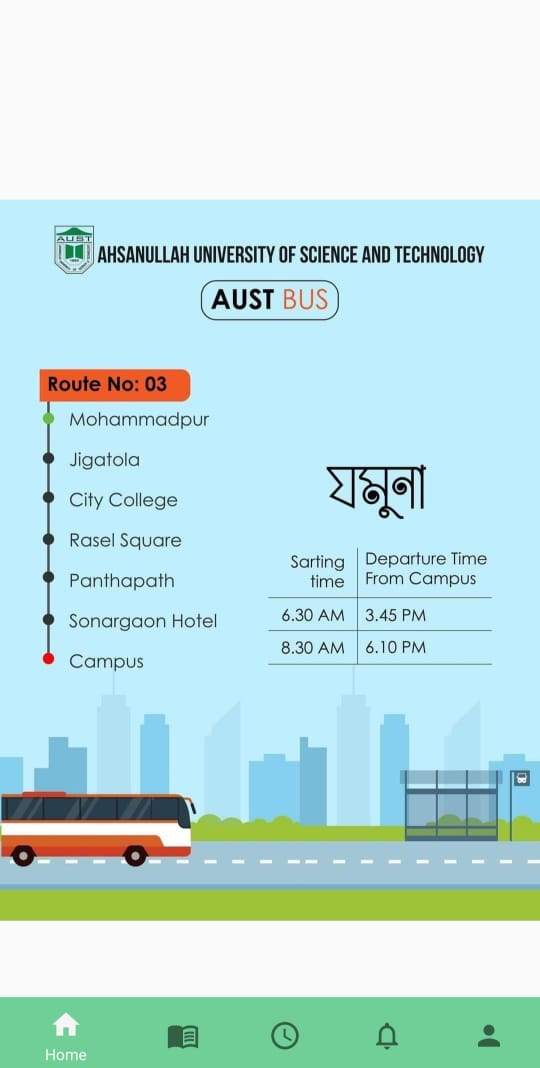 AUST
AHSANULLAH UNIVERSITY OF SCIENCE AND TECHNOLOGY
AUST BUS
Route No: 03
Mohammadpur
Jigatola
City College
Rasel Square
Panthapath
Sonargaon Hotel
Campus
যমুনা
Sarting time
Departure Time From Campus
6.30 AM 3.45 PM
8.30 AM 6.10 PM
Home